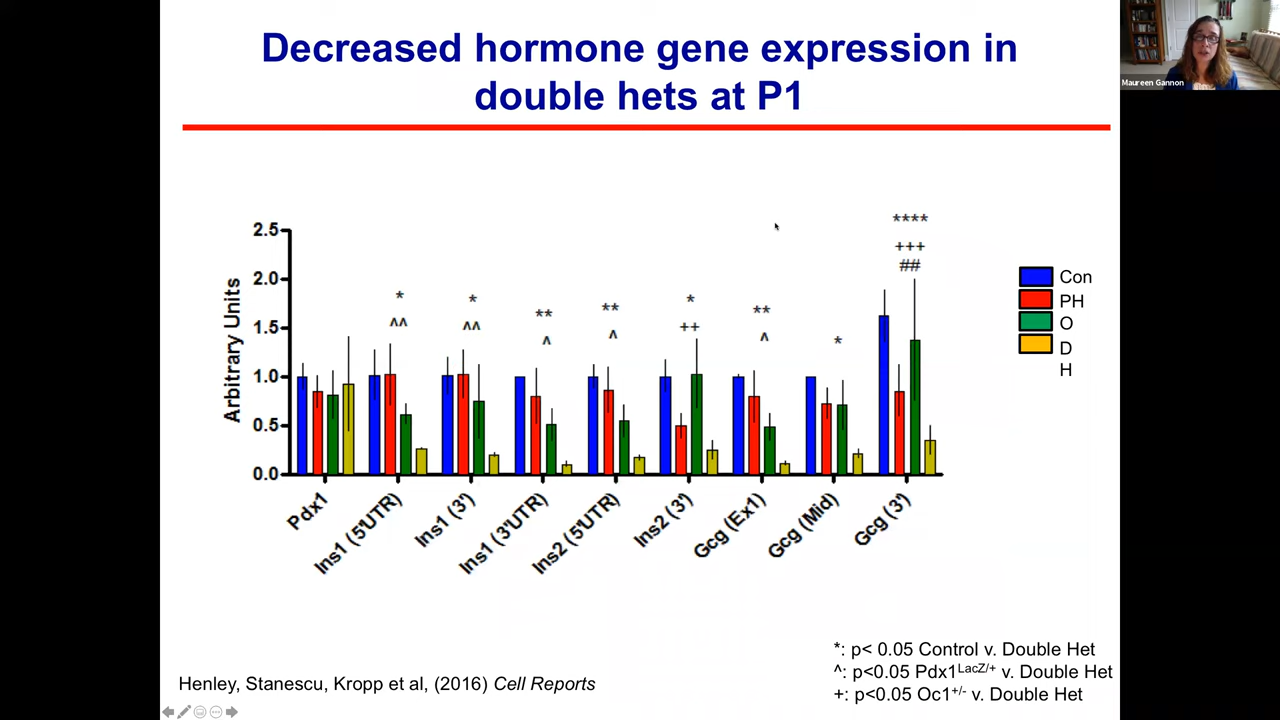 Decreased hormone gene expression in
double hets at P1
Maureen Gannon
Arbitrary Units
2.5
2.0
1.5
1.0
0.5
0.0
*
^^
*
^^
**
^
**
^
*
++
**
^
*
****
+++
##
Pdx1
Ins1 (5'UTR)
Ins1 (3')
Ins1 (3'UTR)
Ins2 (5'UTR)
Ins2 (3')
Gcg (Ex1)
Gcg (Mid)
Gcg (3')
Con
PH
O
D
H
*: p< 0.05 Control v. Double Het
^: p<0.05 Pdx1LacZ/+ v. Double Het
+: p<0.05 Oc1+/- v. Double Het
Henley, Stanescu, Kropp et al, (2016) Cell Reports